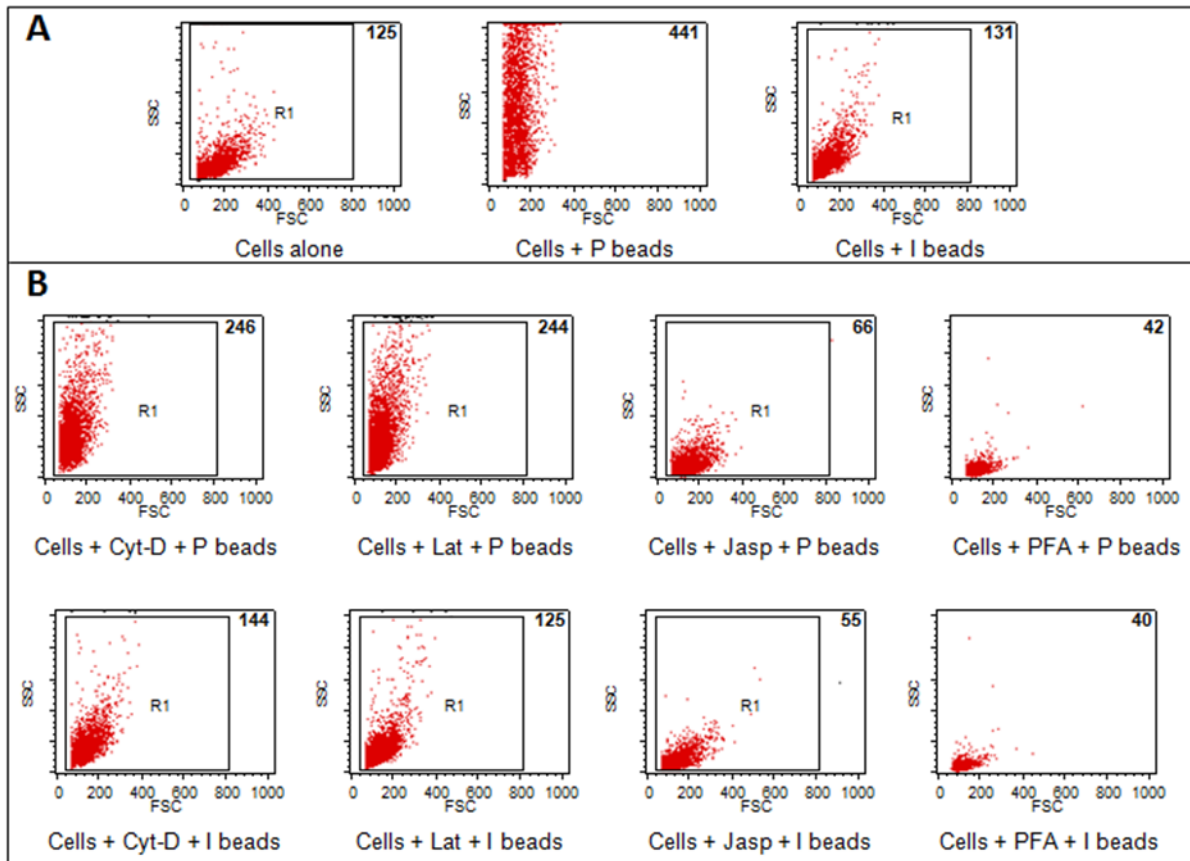 A
125
SSC
R1
0 200 400 600 800 1000
FSC
Cells alone
441
SSC
0 200 400 600 800 1000
FSC
Cells + P beads
131
SSC
R1
0 200 400 600 800 1000
FSC
Cells + I beads
B
246
SSC
R1
0 200 400 600 800 1000
FSC
Cells + Cyt-D + P beads
244
SSC
R1
0 200 400 600 800 1000
FSC
Cells + Lat + P beads
66
SSC
R1
0 200 400 600 800 1000
FSC
Cells + Jasp + P beads
42
SSC
0 200 400 600 800 1000
FSC
Cells + PFA + P beads
144
SSC
R1
0 200 400 600 800 1000
FSC
Cells + Cyt-D + I beads
125
SSC
R1
0 200 400 600 800 1000
FSC
Cells + Lat + I beads
55
SSC
R1
0 200 400 600 800 1000
FSC
Cells + Jasp + I beads
40
SSC
0 200 400 600 800 1000
FSC
Cells + PFA + I beads